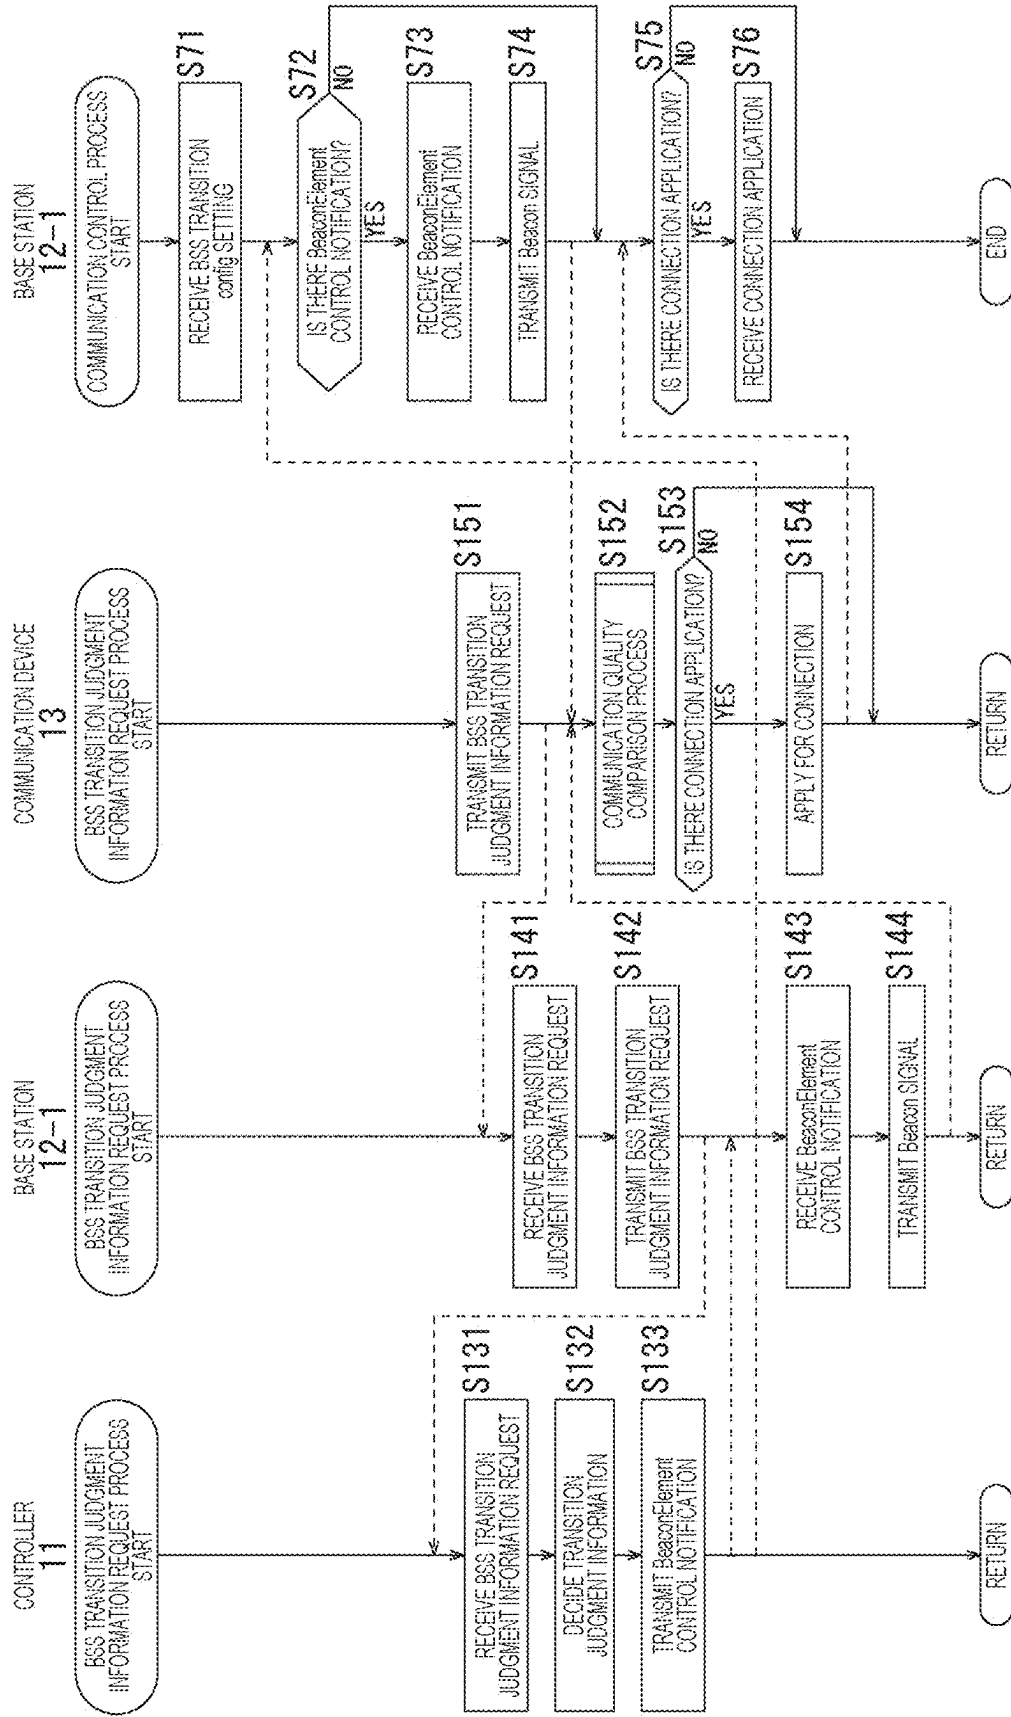 CONTROLLER
11
BSS TRANSITION JUDGMENT
INFORMATION REQUEST PROCESS
START
S131
RECEIVE BSS TRANSITION
JUDGMENT INFORMATION REQUEST
S132
DECIDE TRANSITION
JUDGMENT INFORMATION
S133
TRANSMIT BeaconElement
CONTROL NOTIFICATION
RETURN
BASE STATION
12-1
BSS TRANSITION JUDGMENT
INFORMATION REQUEST PROCESS
START
S141
RECEIVE BSS TRANSITION
JUDGMENT INFORMATION REQUEST
S142
TRANSMIT BSS TRANSITION
JUDGMENT INFORMATION REQUEST
S143
RECEIVE BeaconElement
CONTROL NOTIFICATION
S144
TRANSMIT Beacon SIGNAL
RETURN
COMMUNICATION DEVICE
13
BSS TRANSITION JUDGMENT
INFORMATION REQUEST PROCESS
START
S151
TRANSMIT BSS TRANSITION
JUDGMENT INFORMATION REQUEST
S152
COMMUNICATION QUALITY
COMPARISON PROCESS
S153
IS THERE CONNECTION APPLICATION?
NO
YES
S154
APPLY FOR CONNECTION
RETURN
BASE STATION
12-1
COMMUNICATION CONTROL PROCESS
START
S71
RECEIVE BSS TRANSITION
config SETTING
S72
IS THERE BeaconElement
CONTROL NOTIFICATION?
NO
YES
S73
RECEIVE BeaconElement
CONTROL NOTIFICATION
S74
TRANSMIT Beacon SIGNAL
S75
IS THERE CONNECTION APPLICATION?
NO
YES
S76
RECEIVE CONNECTION APPLICATION
END